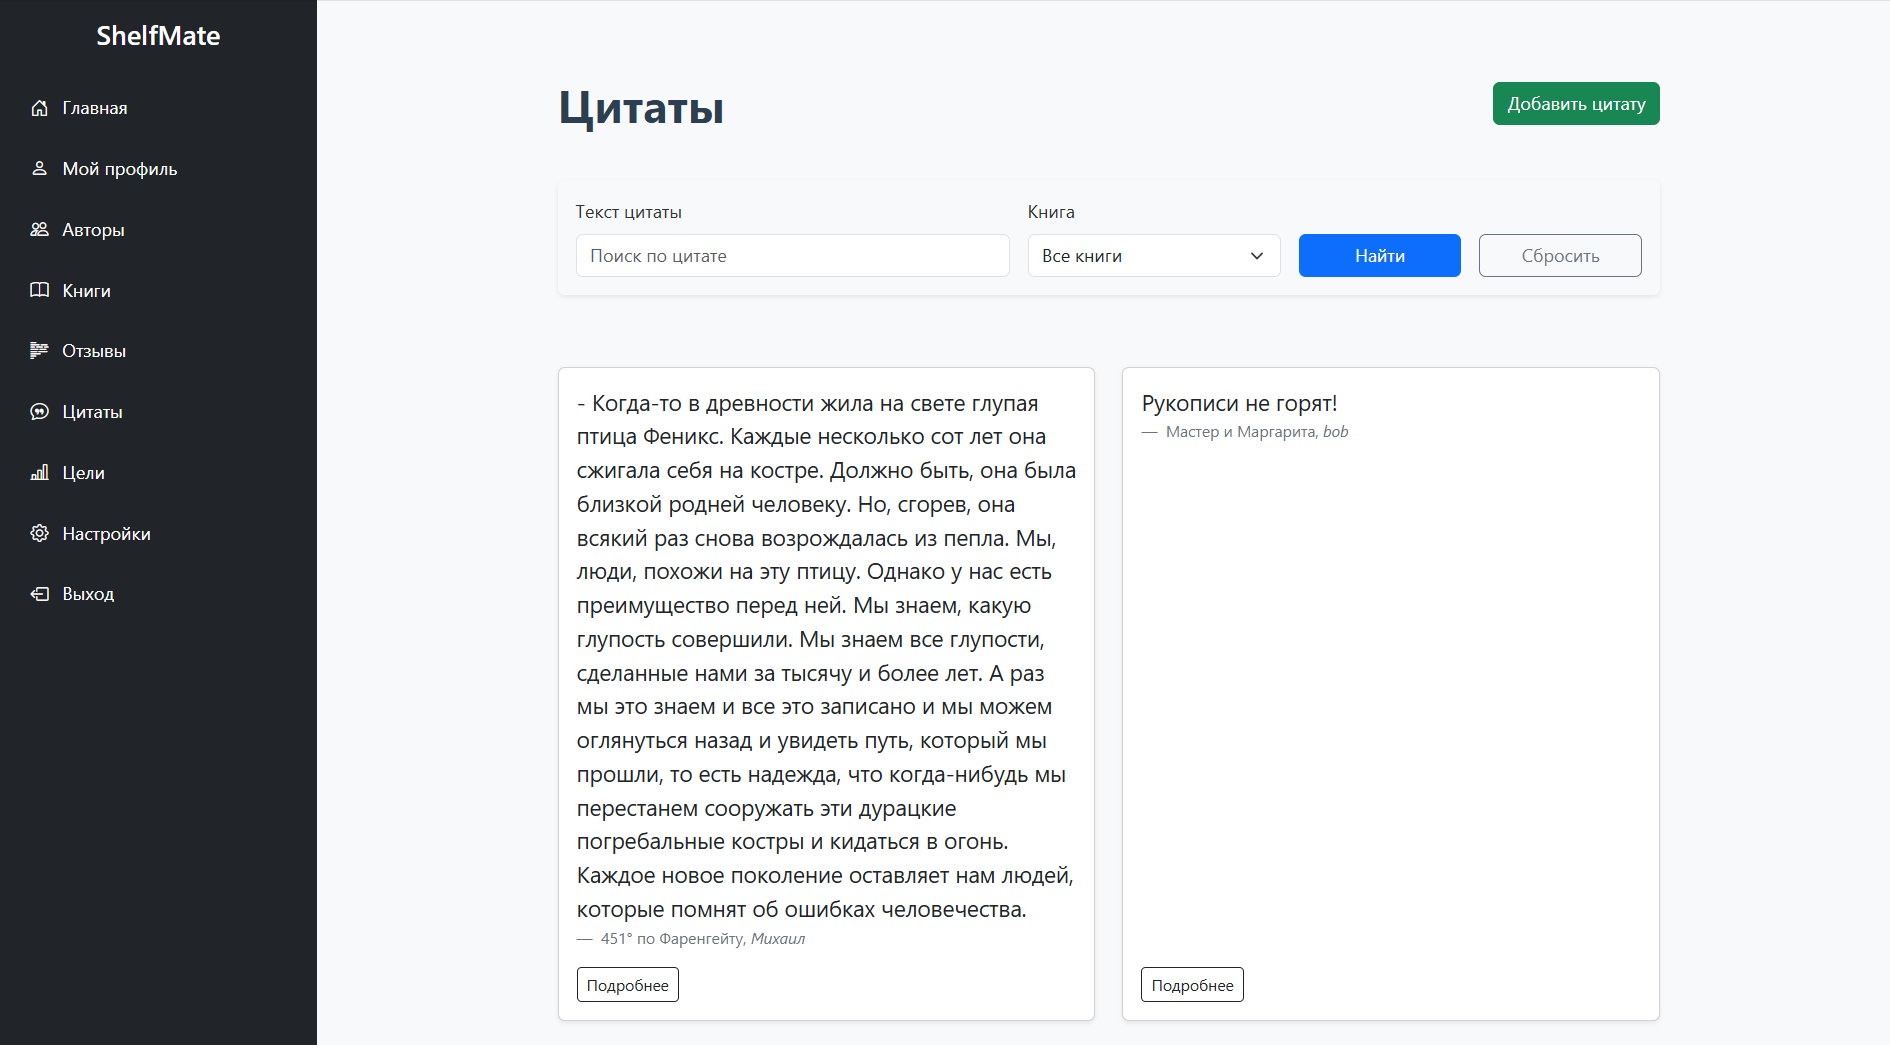 ShelfMate
Главная
Мой профиль
Авторы
Книги
Отзывы
Цитаты
Цели
Настройки
Выход
Цитаты
Добавить цитату
Текст цитаты
Книга
Поиск по цитате
Все книги
Найти
Сбросить
- Когда-то в древности жила на свете глупая
птица Феникс. Каждые несколько сот лет она
сжигала себя на костре. Должно быть, она была
близкой родней человеку. Но, сгорев, она
всякий раз снова возрождалась из пепла. Мы,
люди, похожи на эту птицу. Однако у нас есть
преимущество перед ней. Мы знаем, какую
глупость совершили. Мы знаем все глупости,
сделанные нами за тысячу и более лет. А раз
мы это знаем и все это записано и мы можем
оглянуться назад и увидеть путь, который мы
прошли, то есть надежда, что когда-нибудь мы
перестанем сооружать эти дурацкие
погребальные костры и кидаться в огонь.
Каждое новое поколение оставляет нам людей,
которые помнят об ошибках человечества.
— 451° по Фаренгейту, Михаил
Подробнее
Рукописи не горят!
— Мастер и Маргарита, bob
Подробнее